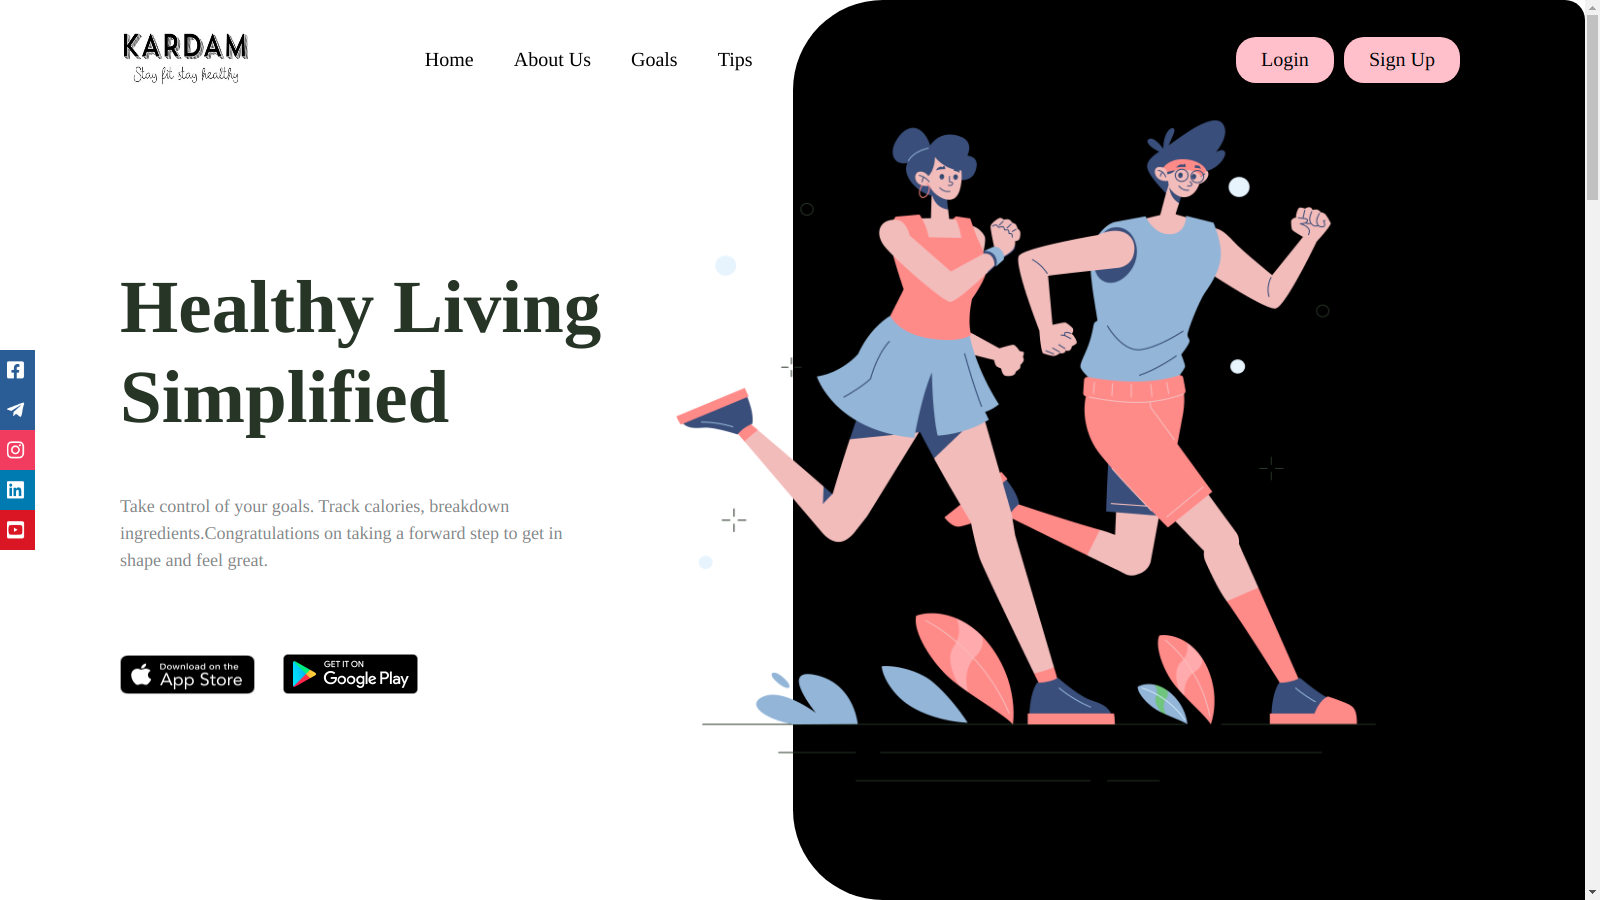 KARDAM
Stay fit stay healthy
Home
About Us
Goals
Tips
Login
Sign Up
Healthy Living
Simplified
Take control of your goals. Track calories, breakdown
ingredients.Congratulations on taking a forward step to get in
shape and feel great.
Download on the
App Store
GET IT ON
Google Play